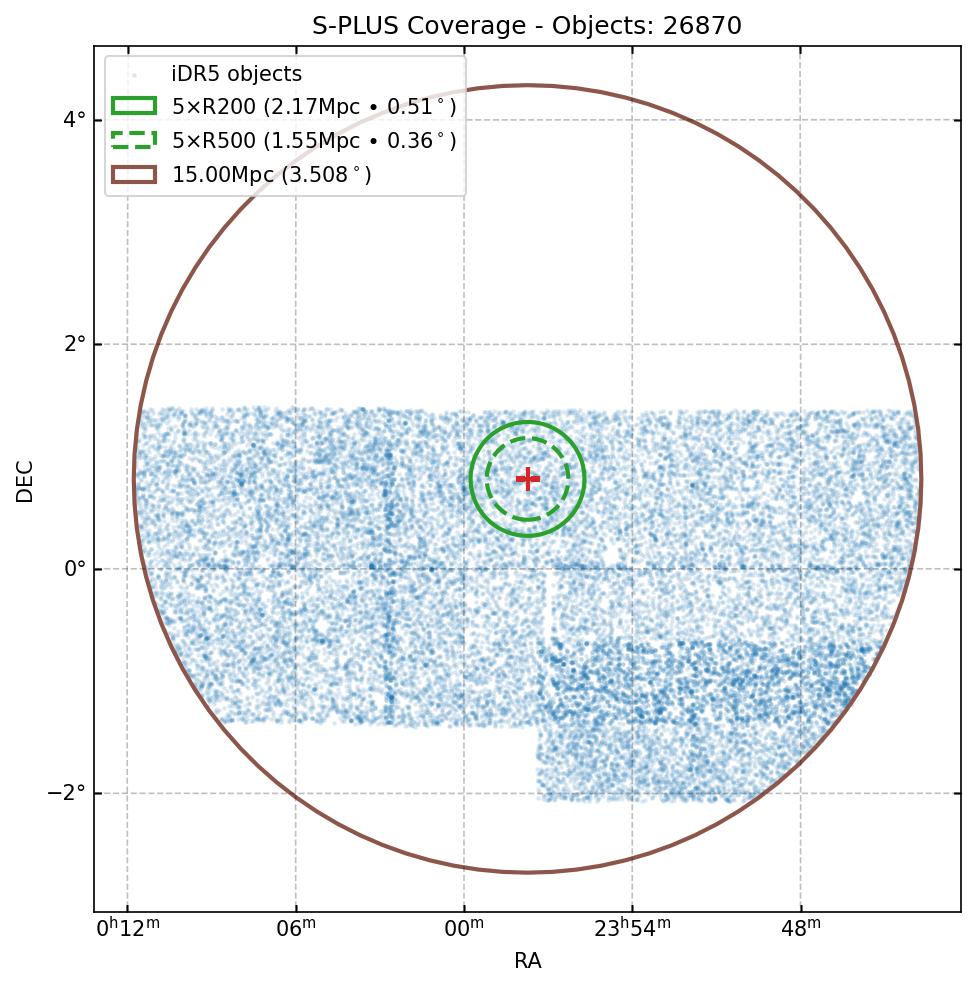 S-PLUS Coverage - Objects: 26870
iDR5 objects
5×R200 (2.17Mpc • 0.51°)
5×R500 (1.55Mpc • 0.36°)
15.00Mpc (3.508°)
4°
2°
0°
−2°
DEC
0ʰ12ᵐ 06ᵐ 00ᵐ 23ʰ54ᵐ 48ᵐ
RA